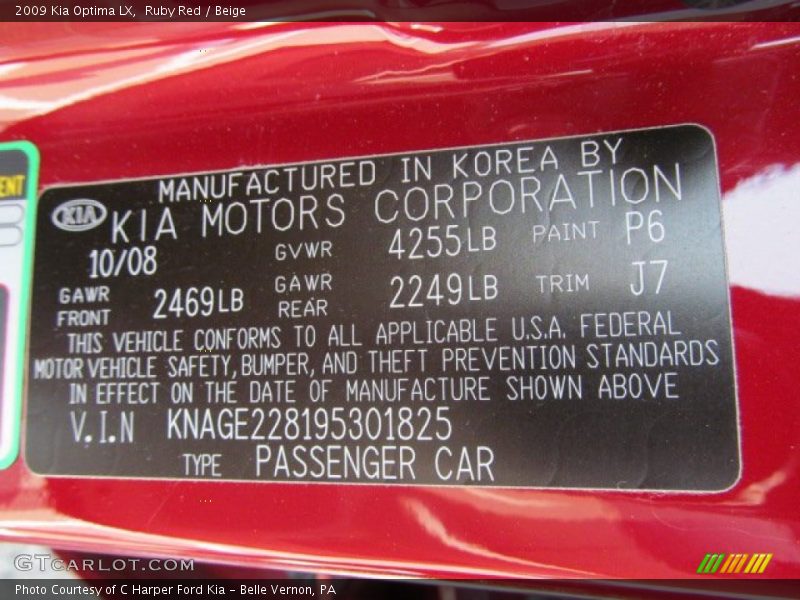 2009 Kia Optima LX, Ruby Red / Beige
ENT
MANUFACTURED IN KOREA BY
KIA KIA MOTORS CORPORATION
10/08 GVWR 4255LB PAINT P6
GAWR FRONT 2469LB GAWR REAR 2249LB TRIM J7
THIS VEHICLE CONFORMS TO ALL APPLICABLE U.S.A. FEDERAL
MOTOR VEHICLE SAFETY, BUMPER, AND THEFT PREVENTION STANDARDS
IN EFFECT ON THE DATE OF MANUFACTURE SHOWN ABOVE
V.I.N KNAGE228195301825
TYPE PASSENGER CAR
GTCARLOT.COM
Photo Courtesy of C Harper Ford Kia - Belle Vernon, PA